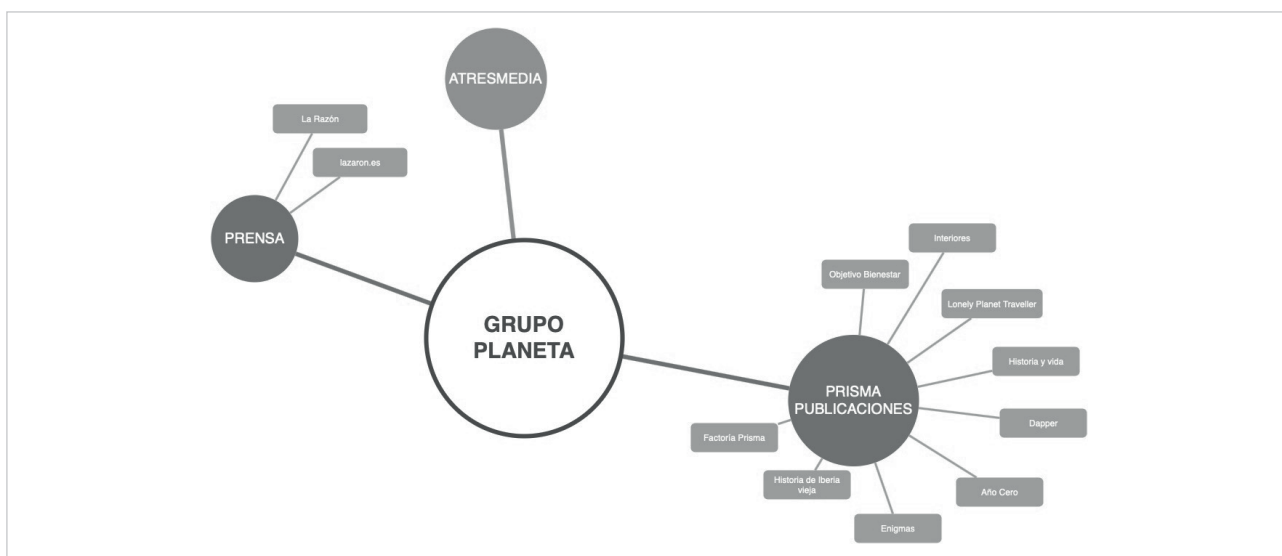 ATRESMEDIA
La Razón
lazaron.es
PRENSA
Interiores
Objetivo Bienestar
Lonely Planet Traveller
GRUPO
PLANETA
Historia y vida
PRISMA
PUBLICACIONES
Dapper
Factoría Prisma
Historia de Iberia
vieja
Año Cero
Enigmas